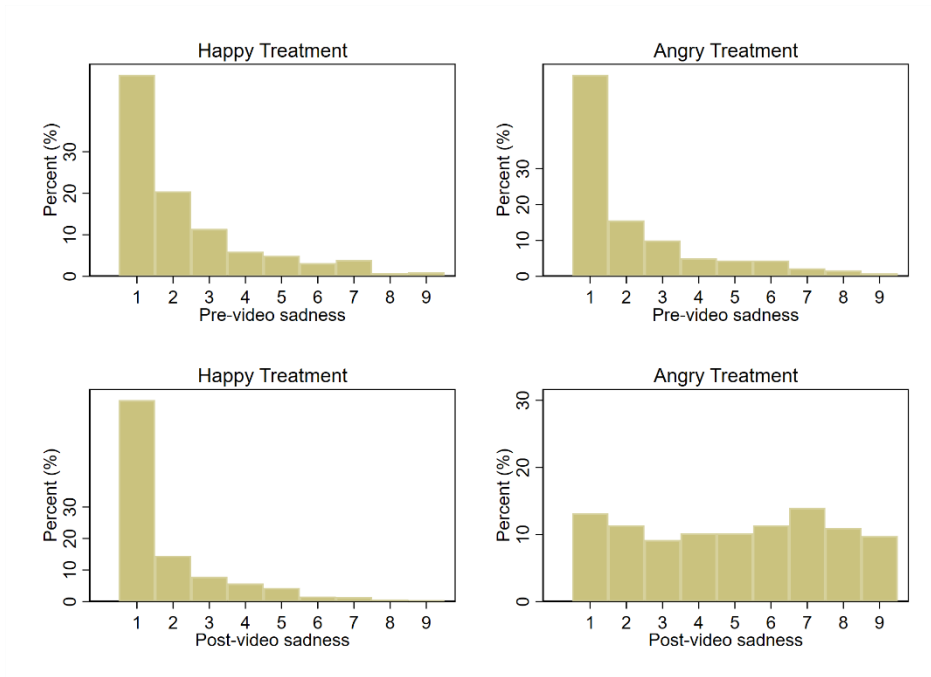 Happy Treatment
Percent (%)
0 10 20 30
1 2 3 4 5 6 7 8 9
Pre-video sadness
Angry Treatment
Percent (%)
0 10 20 30
1 2 3 4 5 6 7 8 9
Pre-video sadness
Happy Treatment
Percent (%)
0 10 20 30
1 2 3 4 5 6 7 8 9
Post-video sadness
Angry Treatment
Percent (%)
0 10 20 30
1 2 3 4 5 6 7 8 9
Post-video sadness